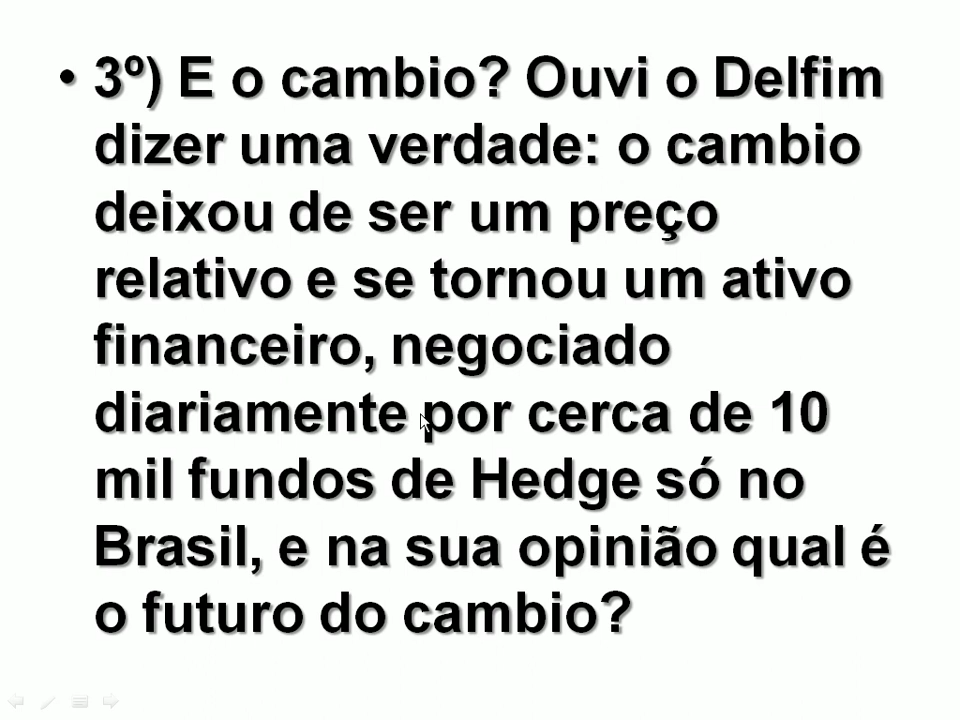 • 3º) E o cambio? Ouvi o Delfim
dizer uma verdade: o cambio
deixou de ser um preço
relativo e se tornou um ativo
financeiro, negociado
diariamente por cerca de 10
mil fundos de Hedge só no
Brasil, e na sua opinião qual é
o futuro do cambio?